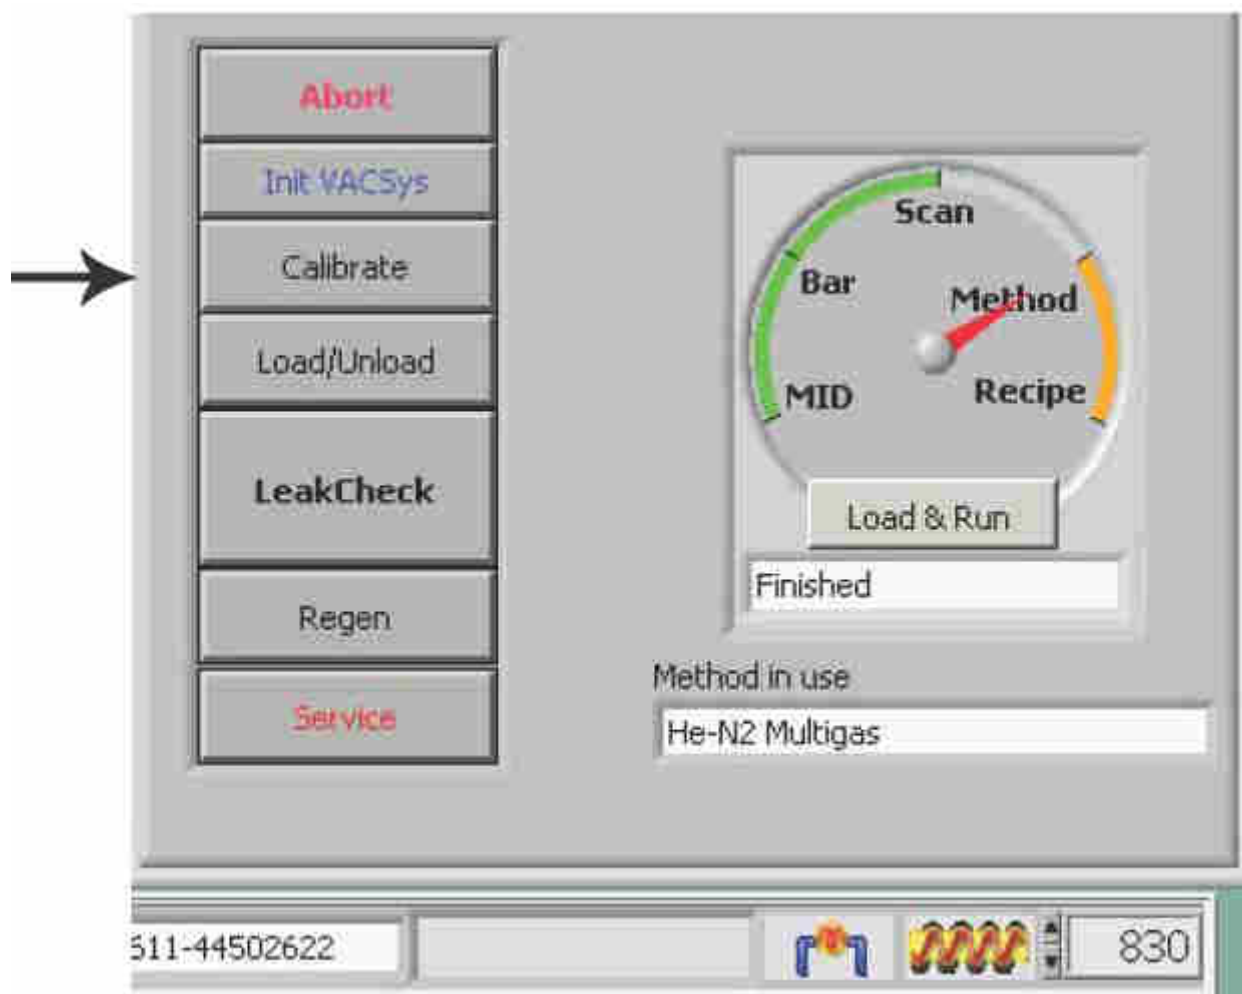 Abort
Init VACSys
Calibrate
Load/Unload
LeakCheck
Regen
Service
Scan
Bar
Method
MID
Recipe
Load & Run
Finished
Method in use
He-N2 Multigas
611-44502622
830